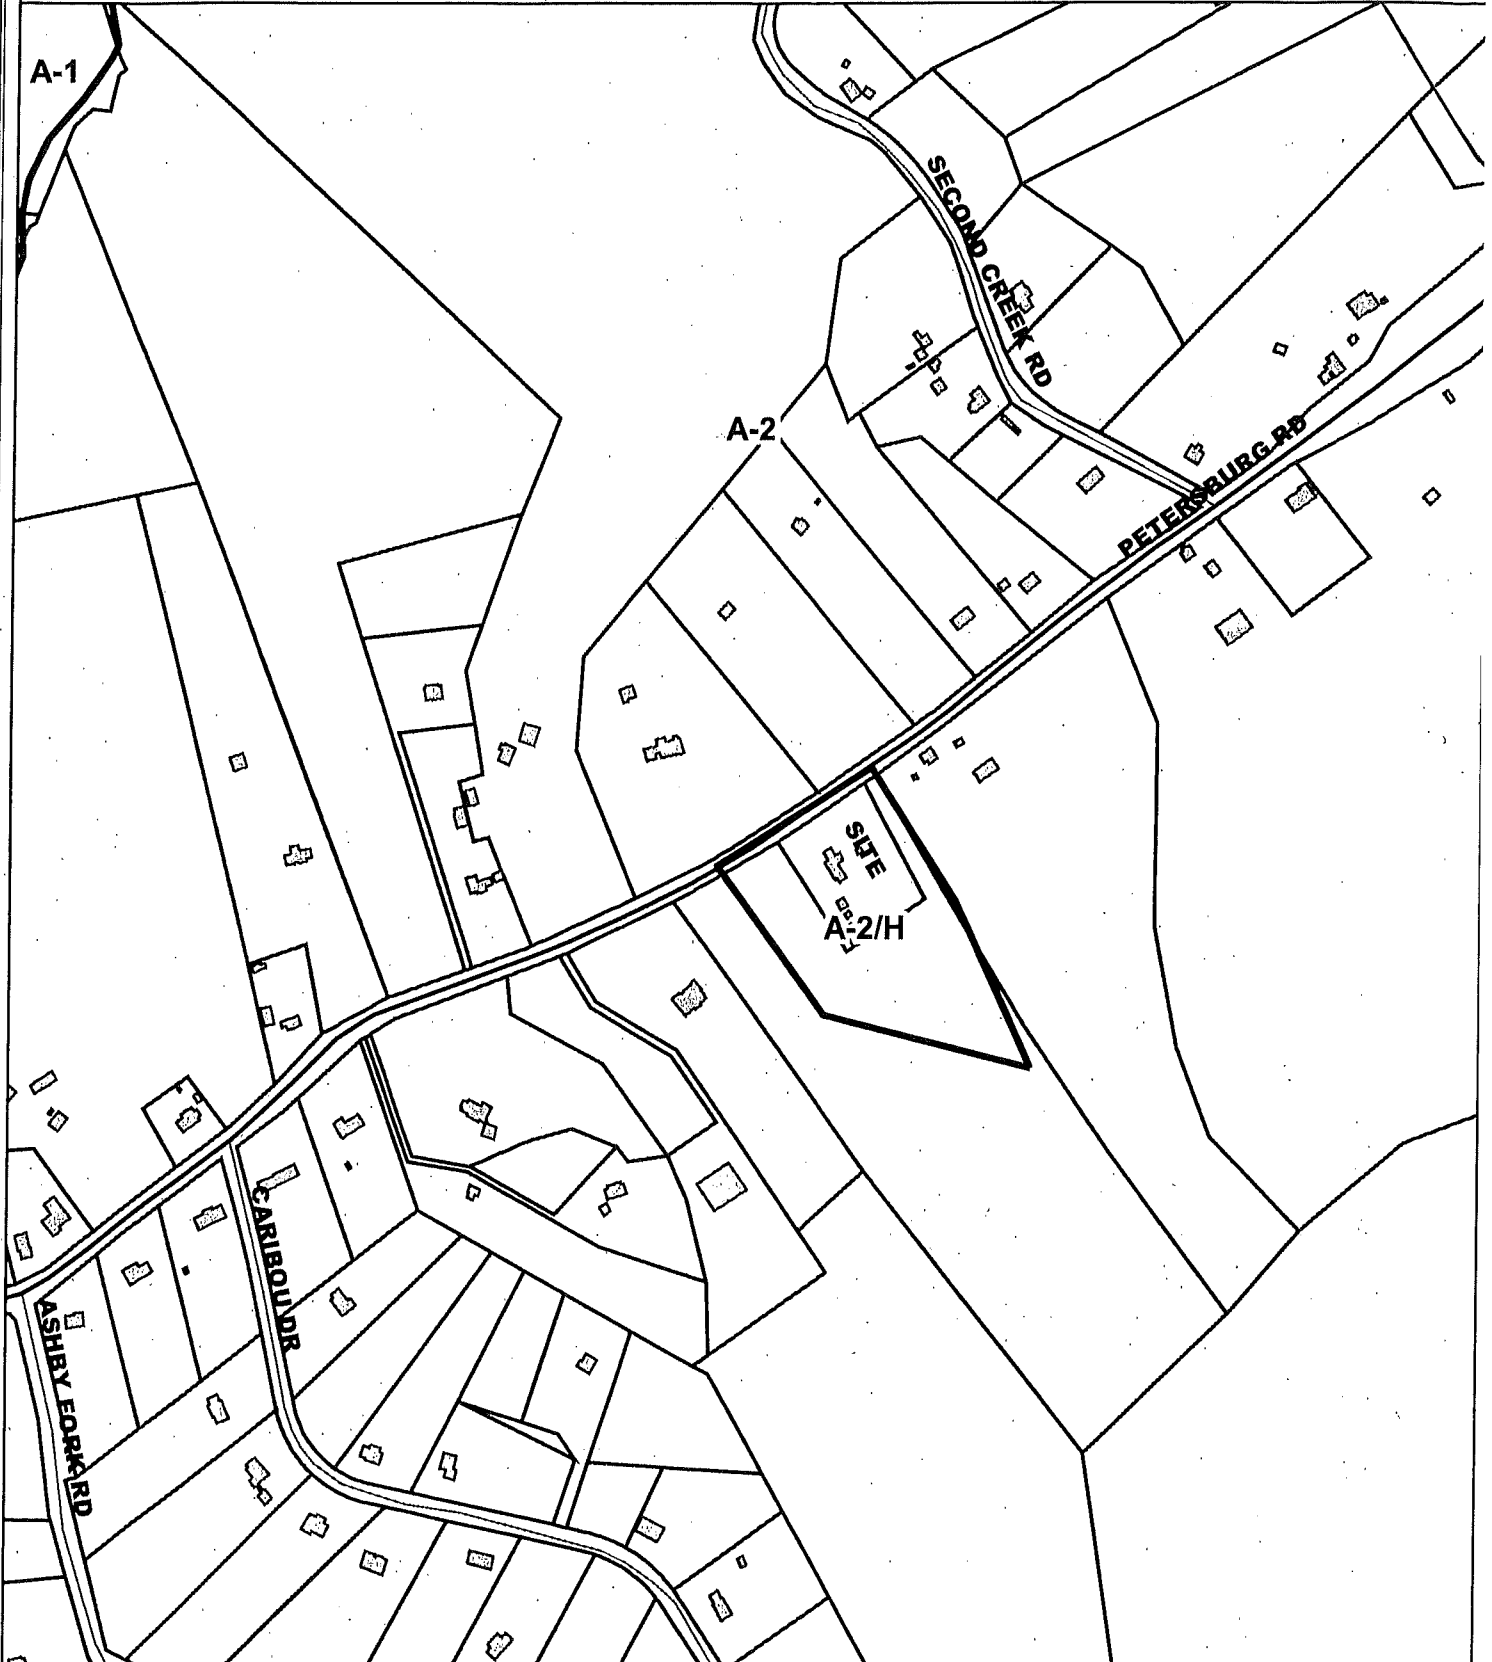 A-1
SECOND CREEK RD
A-2
PETERSBURG RD
SITE
A-2/H
CARIBOU DR
ASHBY FORK RD